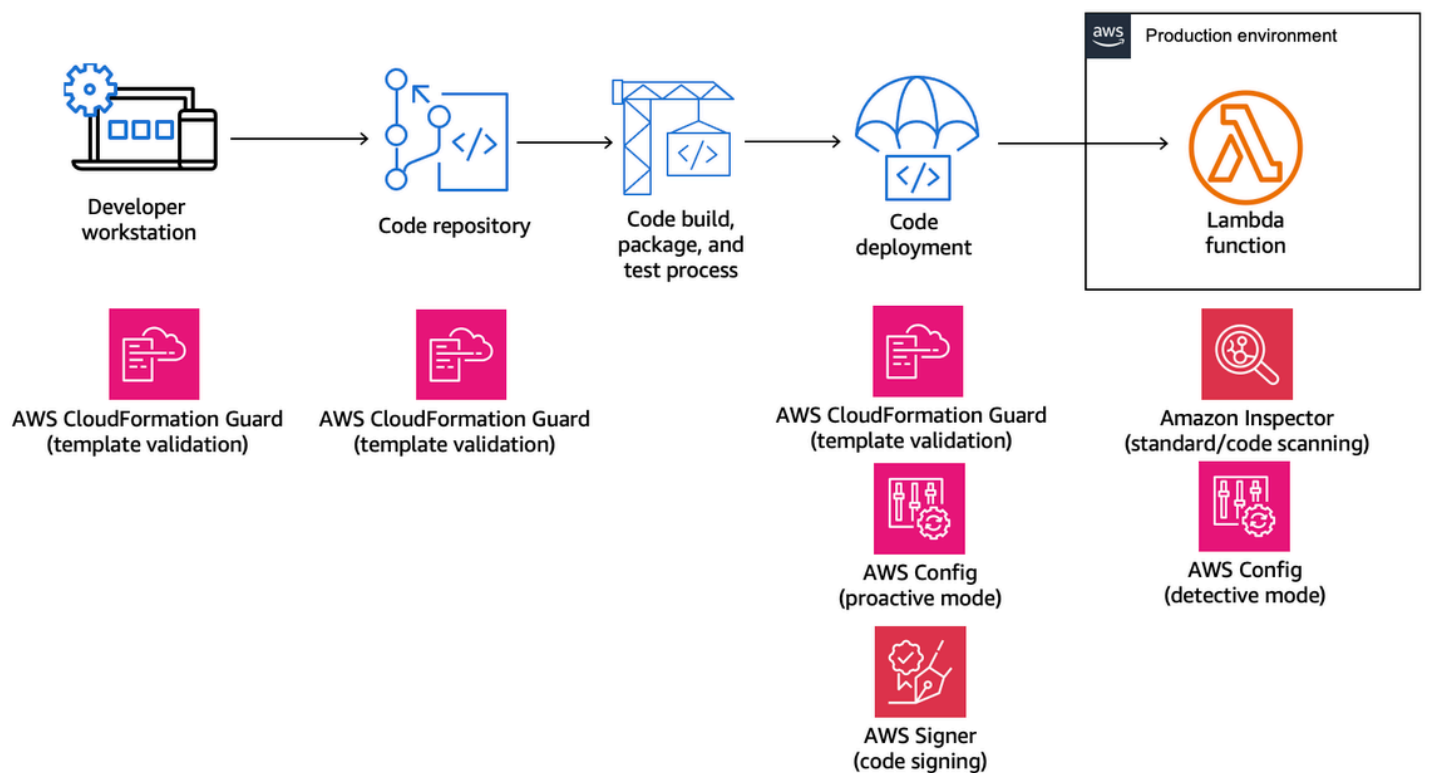 aws
Production environment
</>
</>
</>
Developer
workstation
Code repository
Code build,
package, and
test process
Code
deployment
Lambda
function
AWS CloudFormation Guard
(template validation)
AWS CloudFormation Guard
(template validation)
AWS CloudFormation Guard
(template validation)
Amazon Inspector
(standard/code scanning)
AWS Config
(proactive mode)
AWS Config
(detective mode)
AWS Signer
(code signing)